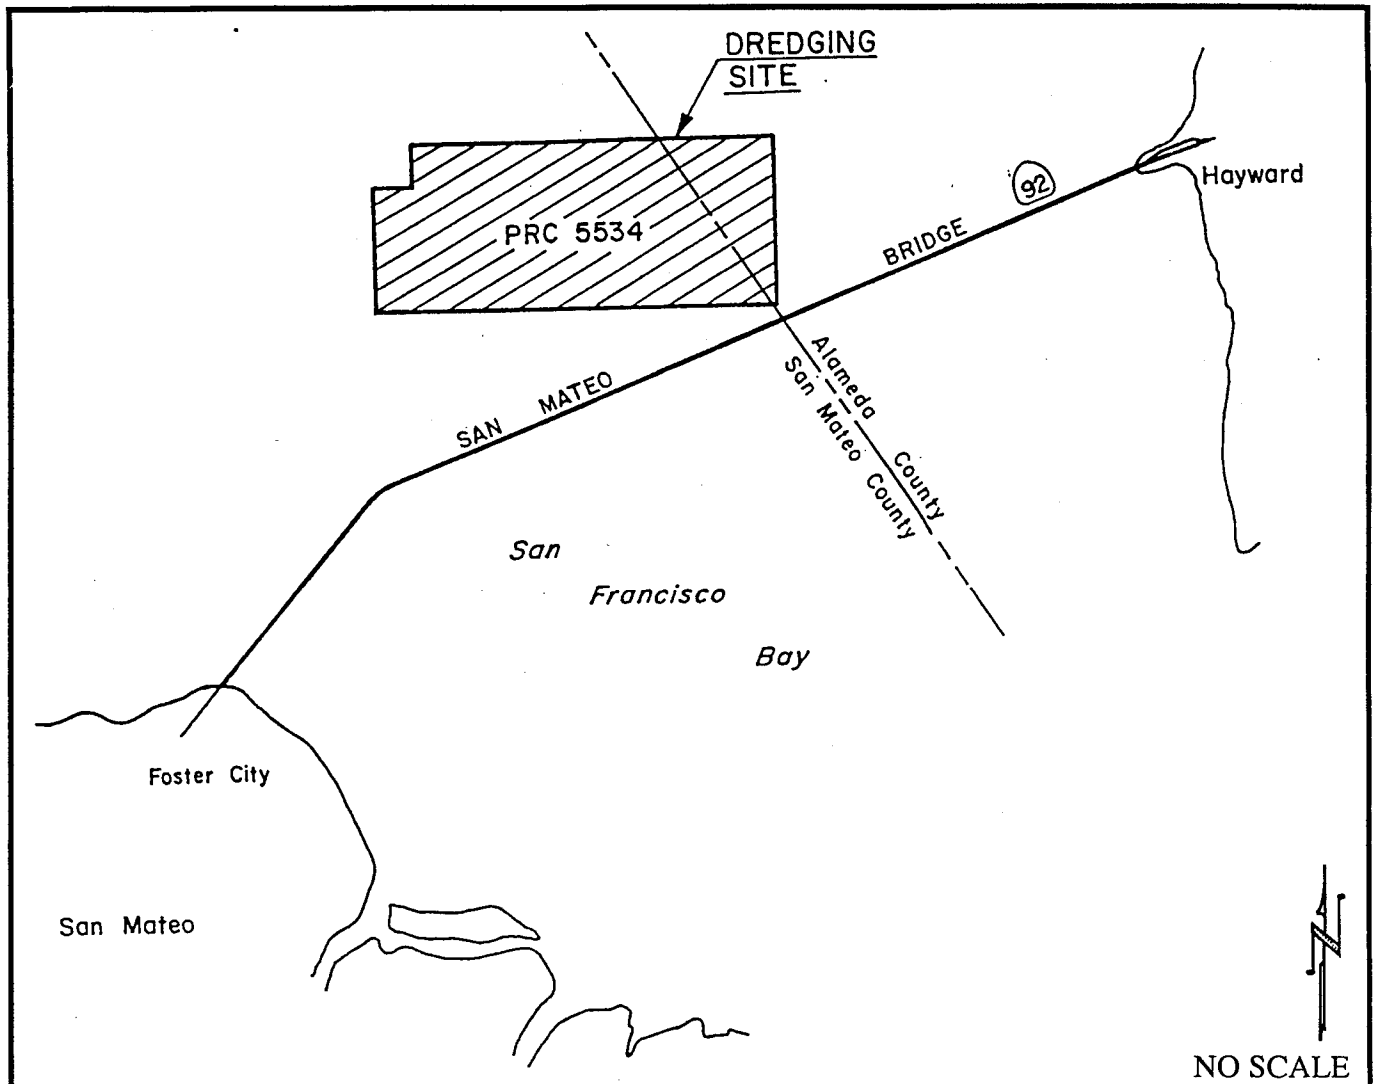 DREDGING
SITE
92
Hayward
PRC 5534
BRIDGE
SAN MATEO
Alameda County
San Mateo County
San
Francisco
Bay
Foster City
San Mateo
N
NO SCALE